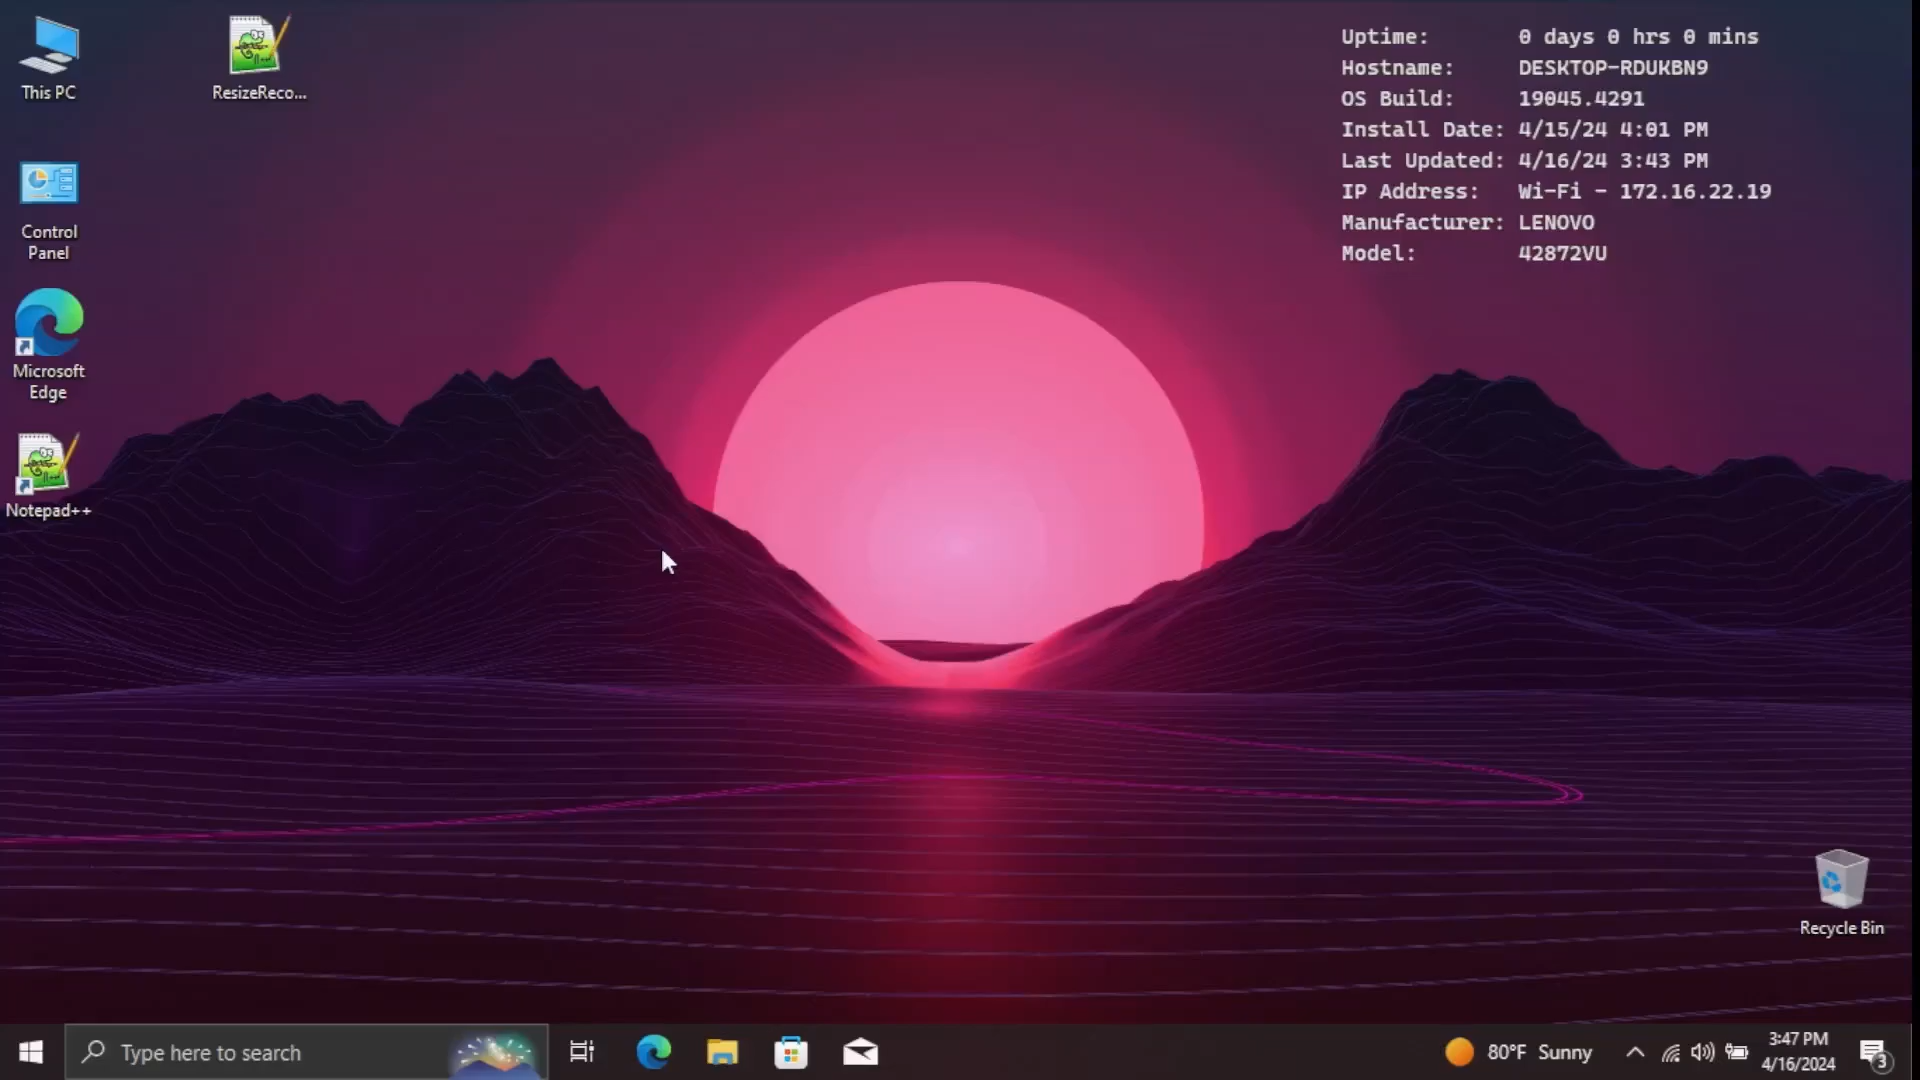 This PC
ResizeReco...
Control
Panel
Microsoft
Edge
Notepad++
Uptime: 0 days 0 hrs 0 mins
Hostname: DESKTOP-RDUKBN9
OS Build: 19045.4291
Install Date: 4/15/24 4:01 PM
Last Updated: 4/16/24 3:43 PM
IP Address: Wi-Fi - 172.16.22.19
Manufacturer: LENOVO
Model: 42872VU
Recycle Bin
Type here to search
80°F Sunny
3:47 PM
4/16/2024
3